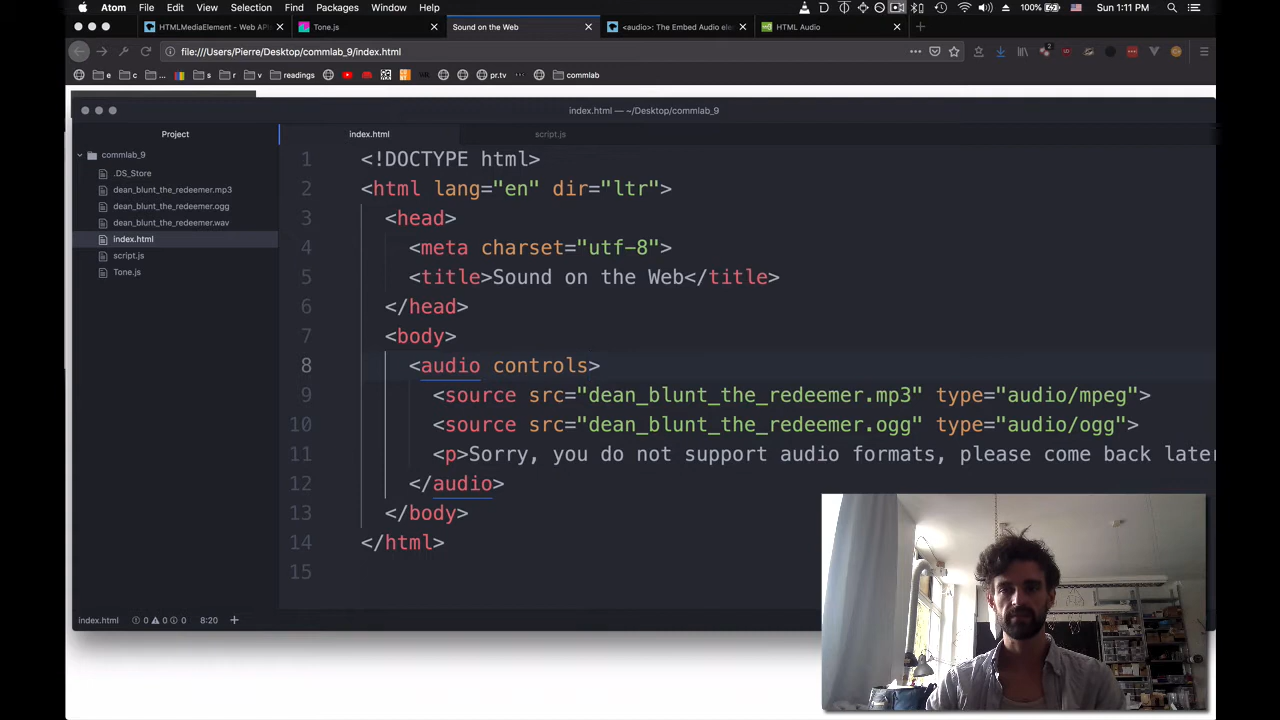 Atom File Edit View Selection Find Packages Window Help 100% Sun 1:11 PM
HTMLMediaElement - Web API Tone.js Sound on the Web <audio>: The Embed Audio ele HTML Audio
file:///Users/Pierre/Desktop/commlab_9/index.html
e c ... s r v readings pr.tv commlab
index.html — ~/Desktop/commlab_9
Project index.html script.js
commlab_9
.DS_Store
dean_blunt_the_redeemer.mp3
dean_blunt_the_redeemer.ogg
dean_blunt_the_redeemer.wav
index.html
script.js
Tone.js
1 <!DOCTYPE html>
2 <html lang="en" dir="ltr">
3 <head>
4 <meta charset="utf-8">
5 <title>Sound on the Web</title>
6 </head>
7 <body>
8 <audio controls>
9 <source src="dean_blunt_the_redeemer.mp3" type="audio/mpeg">
10 <source src="dean_blunt_the_redeemer.ogg" type="audio/ogg">
11 <p>Sorry, you do not support audio formats, please come back later
12 </audio>
13 </body>
14 </html>
15
index.html 0 0 0 8:20